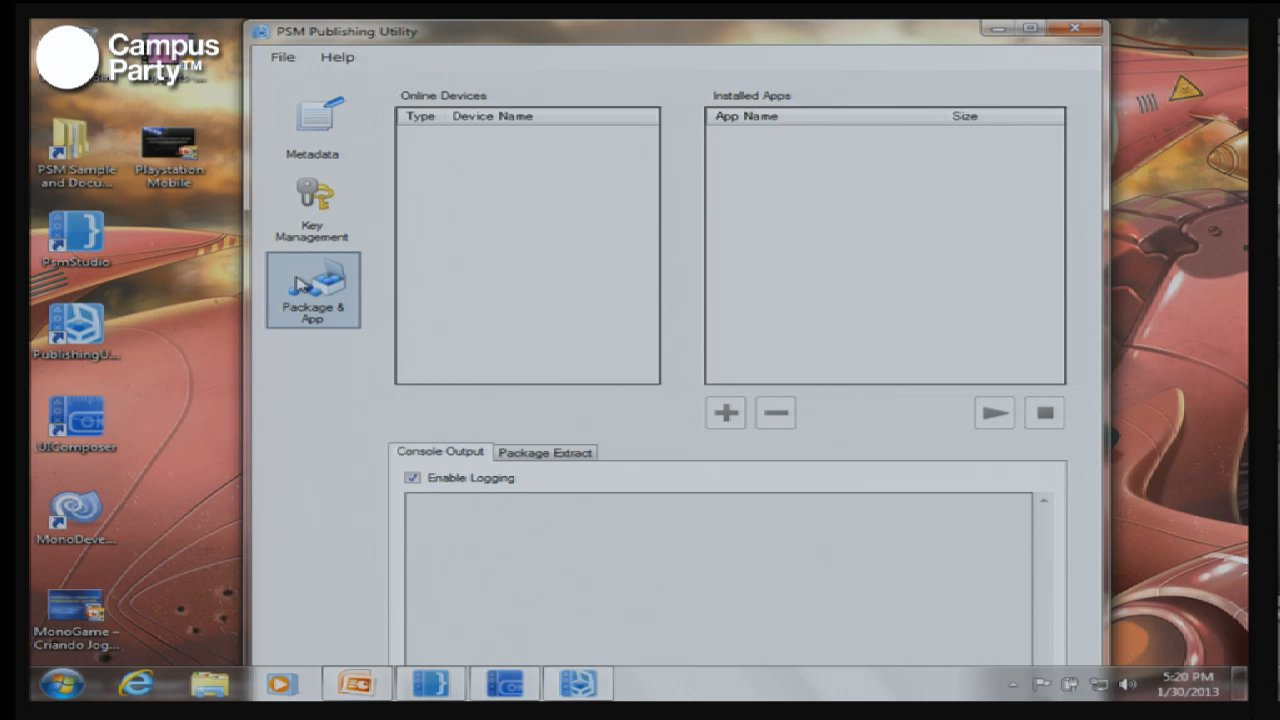 Campus
Party™
PSM Publishing Utility
File Help
Online Devices
Type Device Name
Installed Apps
App Name Size
Metadata
Key
Management
Package &
App
Console Output Package Extract
Enable Logging
PSM Sample
and Docu...
Playstation
Mobile
PsmStudio
PublishingU...
UIComposer
MonoDeve...
MonoGame –
Criando Jog...
5:20 PM
1/30/2013